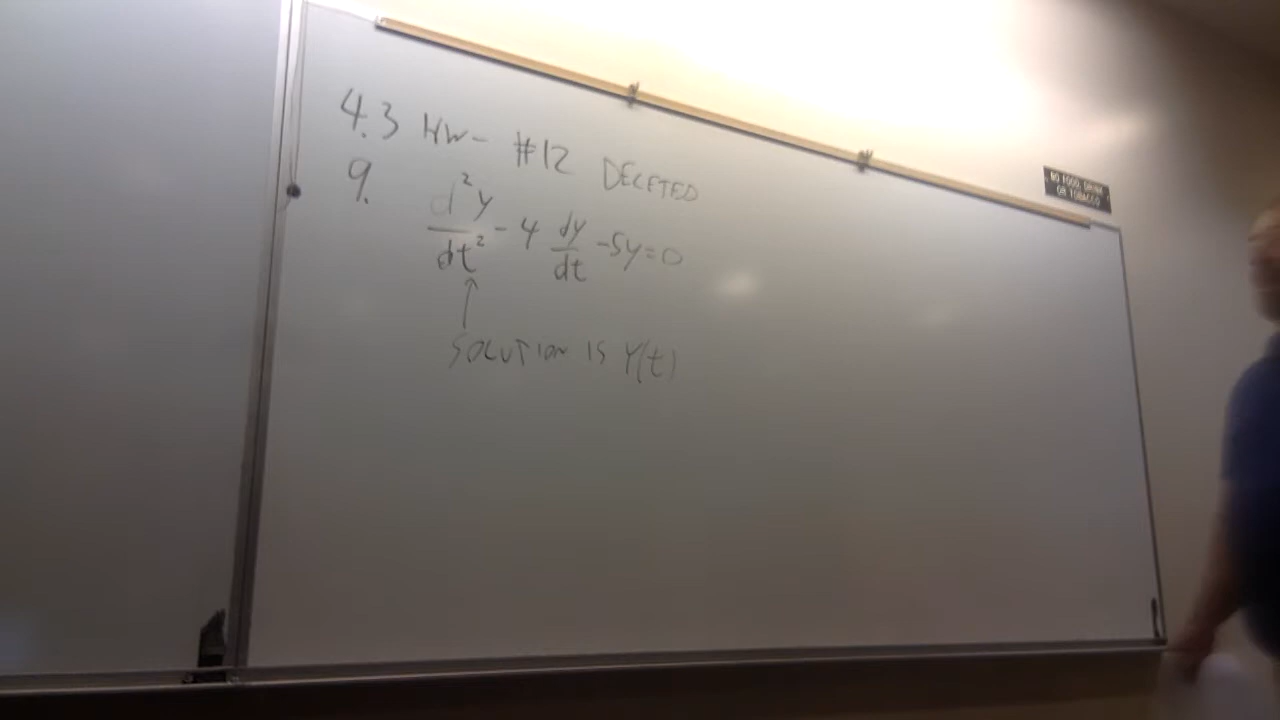 4.3 HW- #12 DELETED
9. d²y/dt² - 4 dy/dt - 5y = 0
↑
SOLUTION IS Y(t)
NO FOOD, DRINK
OR TOBACCO